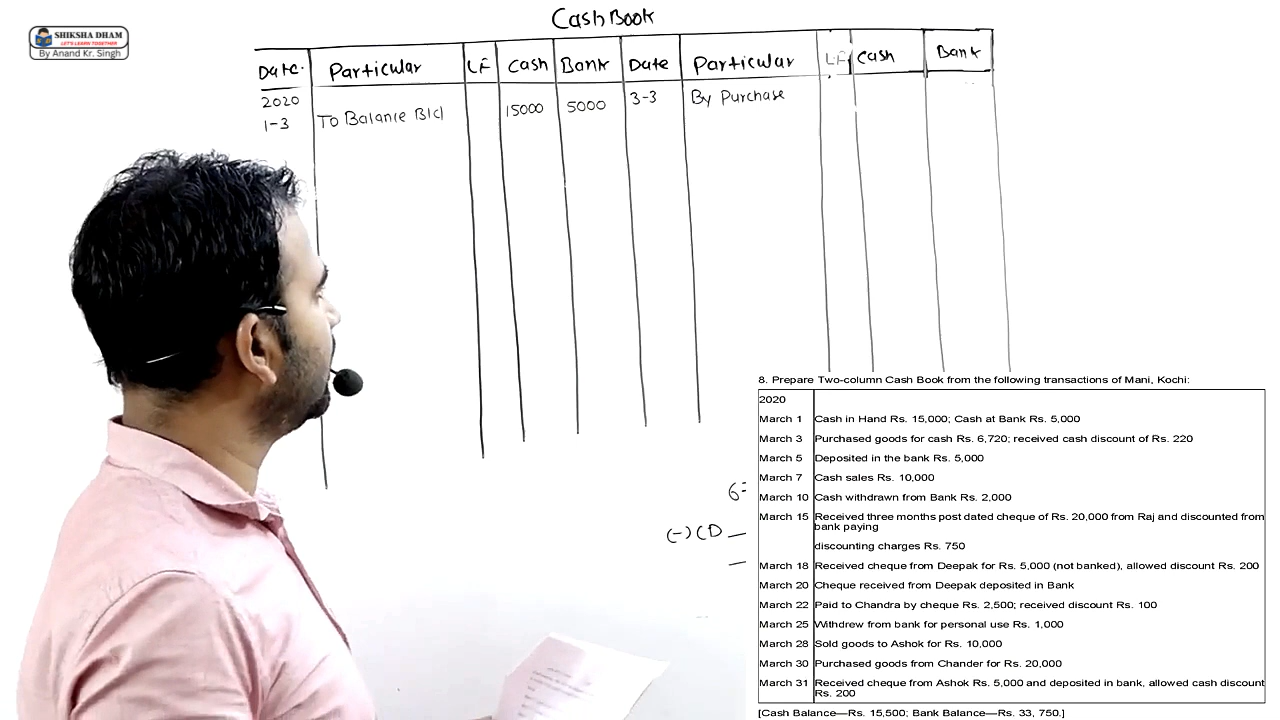 SHIKSHA DHAM
LET'S LEARN TOGETHER
By Anand Kr. Singh
Cash Book
Date. Particular LF Cash Bank Date Particular LF Cash Bank
2020 3-3 By Purchase
1-3 To Balance B/d 15000 5000
(-) CD
8. Prepare Two-column Cash Book from the following transactions of Mani, Kochi:
2020
March 1 Cash in Hand Rs. 15,000; Cash at Bank Rs. 5,000
March 3 Purchased goods for cash Rs. 6,720; received cash discount of Rs. 220
March 5 Deposited in the bank Rs. 5,000
March 7 Cash sales Rs. 10,000
March 10 Cash withdrawn from Bank Rs. 2,000
March 15 Received three months post dated cheque of Rs. 20,000 from Raj and discounted from
bank paying
discounting charges Rs. 750
March 18 Received cheque from Deepak for Rs. 5,000 (not banked), allowed discount Rs. 200
March 20 Cheque received from Deepak deposited in Bank
March 22 Paid to Chandra by cheque Rs. 2,500; received discount Rs. 100
March 25 Withdrew from bank for personal use Rs. 1,000
March 28 Sold goods to Ashok for Rs. 10,000
March 30 Purchased goods from Chander for Rs. 20,000
March 31 Received cheque from Ashok Rs. 5,000 and deposited in bank, allowed cash discount
Rs. 200
[Cash Balance—Rs. 15,500; Bank Balance—Rs. 33, 750.]